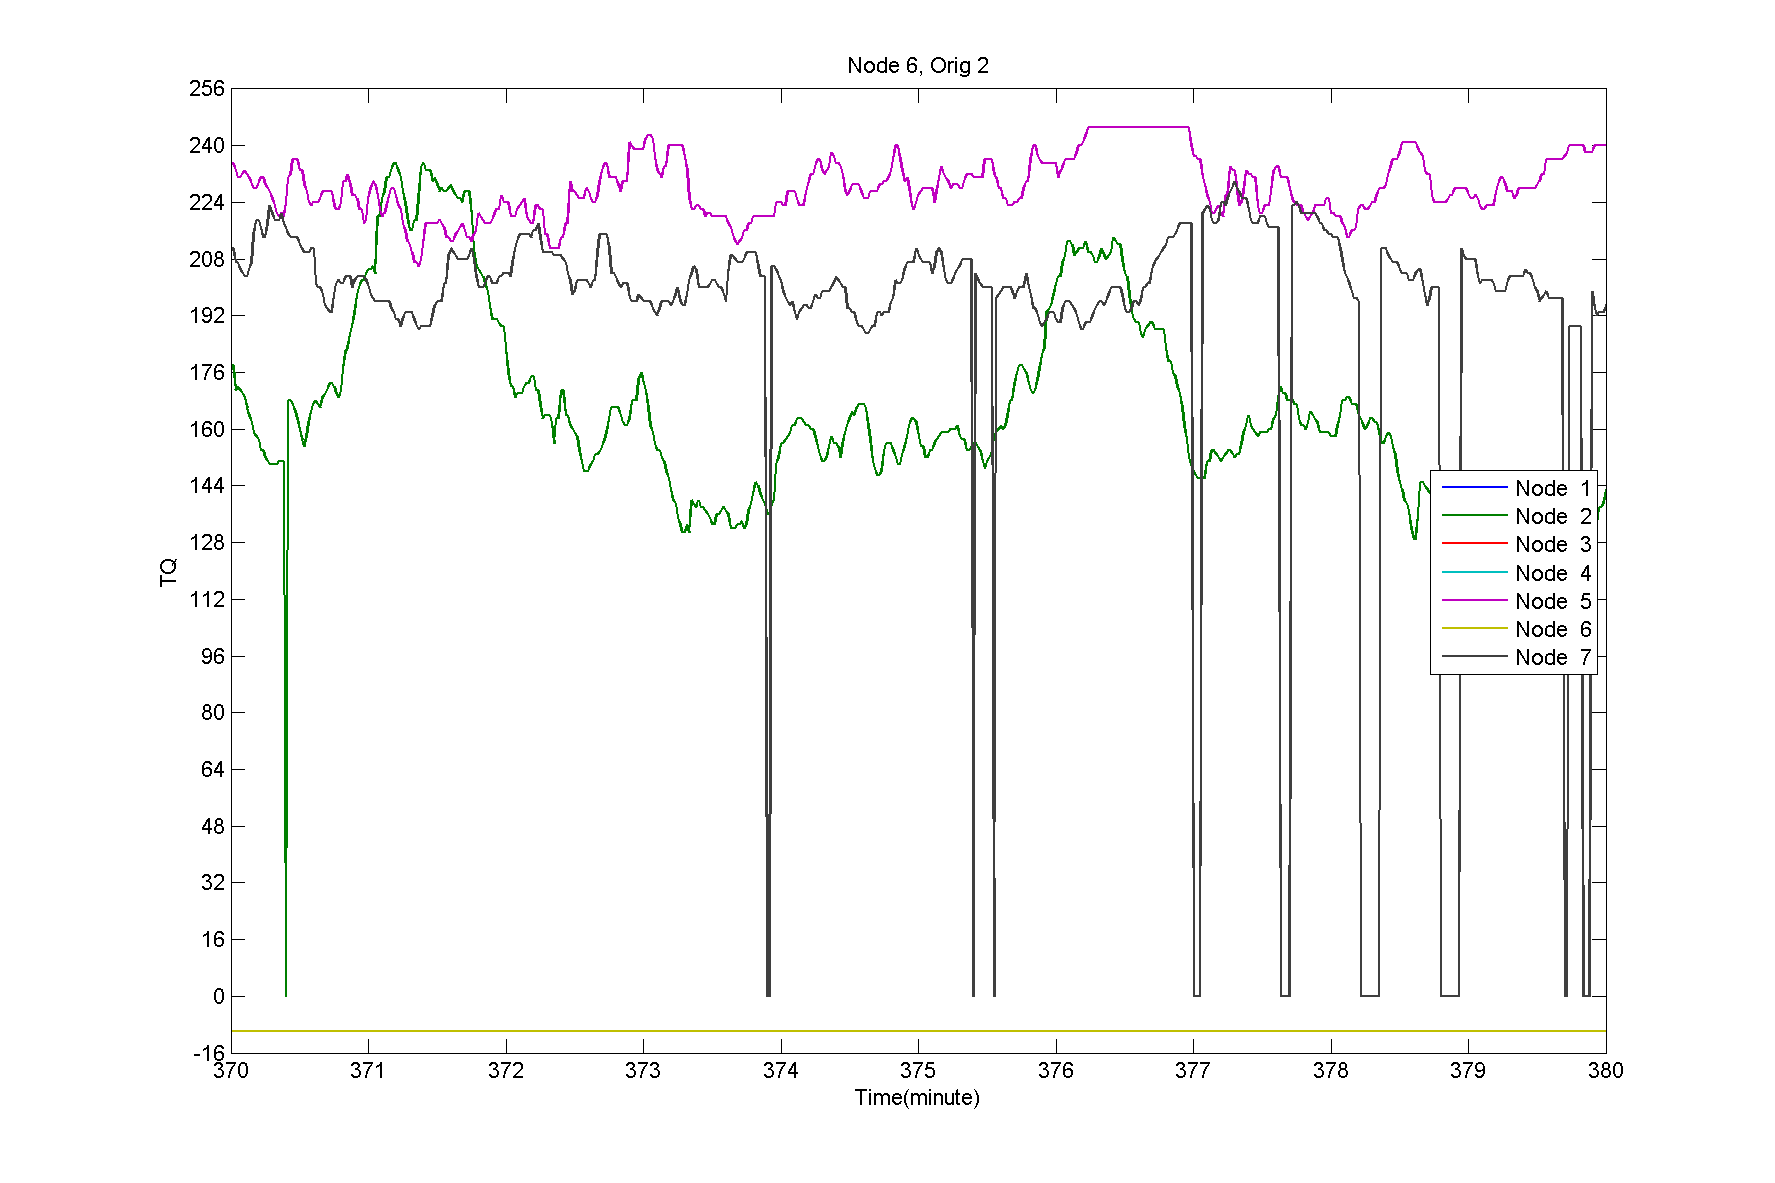 Node 6, Orig 2
256
240
224
208
192
176
160
144
128
112
96
80
64
48
32
16
0
-16
TQ
Node 1
Node 2
Node 3
Node 4
Node 5
Node 6
Node 7
370 371 372 373 374 375 376 377 378 379 380
Time(minute)